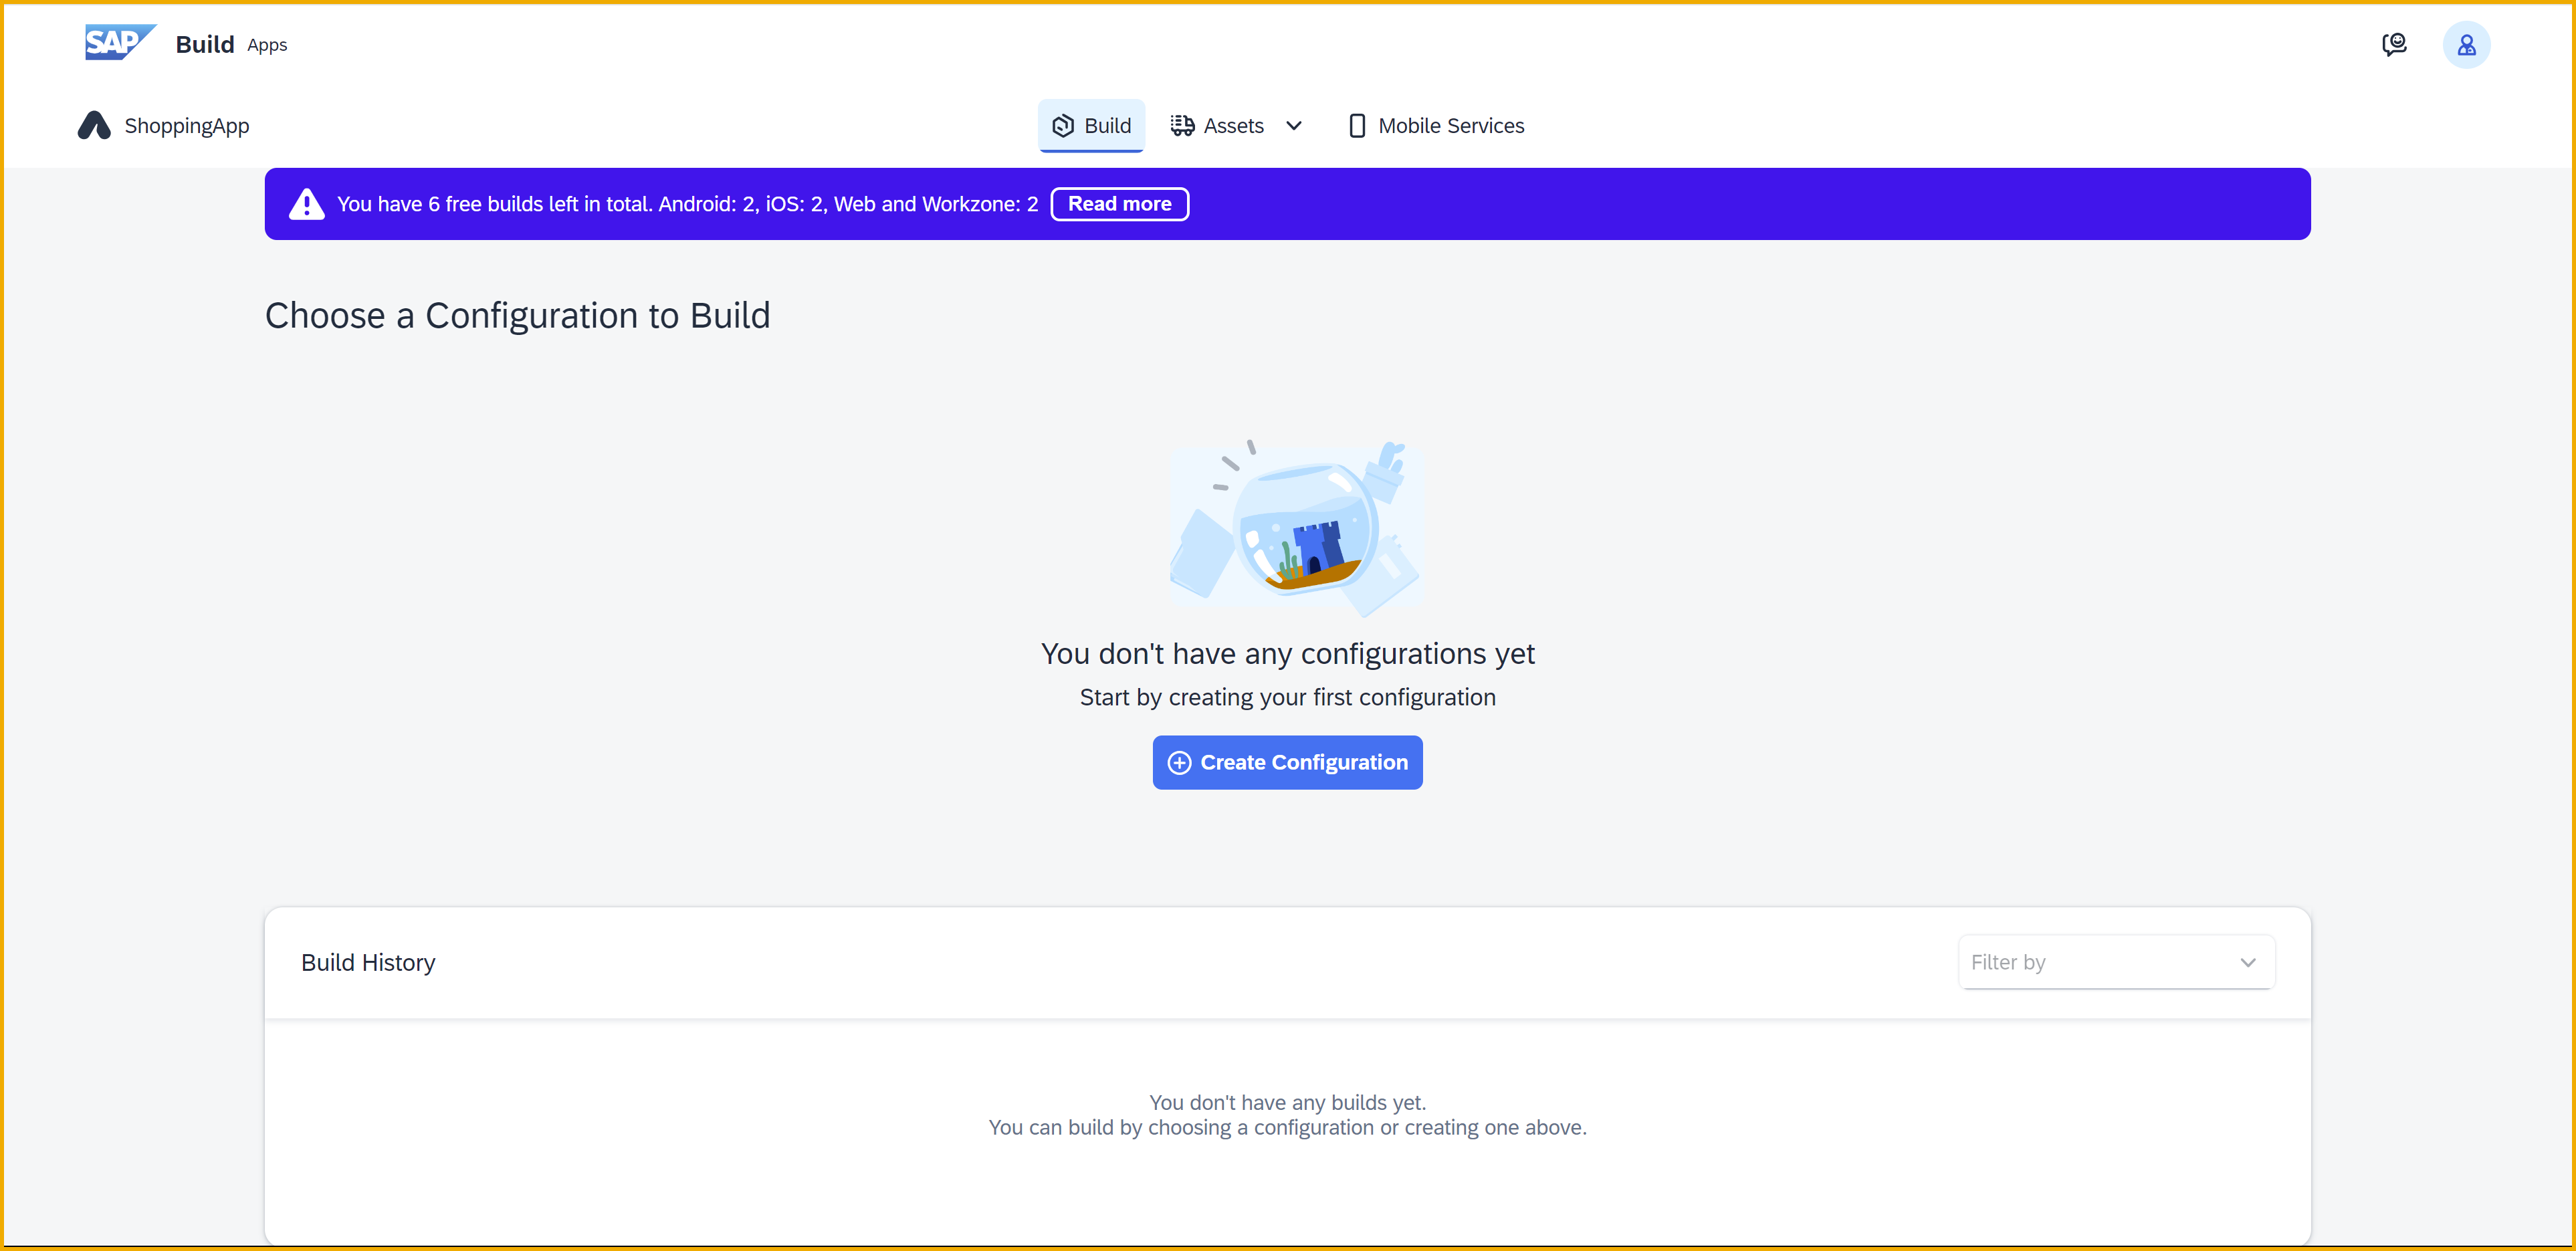 SAP Build Apps
ShoppingApp
Build Assets Mobile Services
You have 6 free builds left in total. Android: 2, iOS: 2, Web and Workzone: 2 Read more
Choose a Configuration to Build
You don't have any configurations yet
Start by creating your first configuration
Create Configuration
Build History
Filter by
You don't have any builds yet.
You can build by choosing a configuration or creating one above.